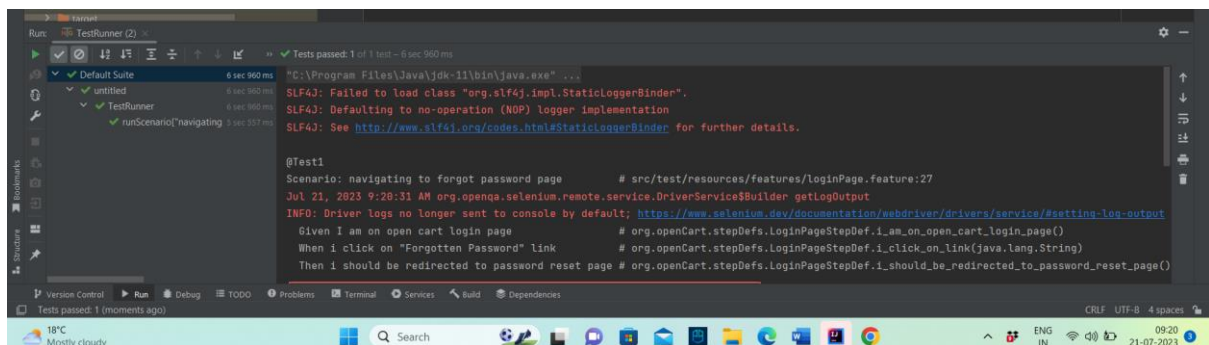 target
Run: TestRunner (2) ×
» Tests passed: 1 of 1 test – 6 sec 960 ms
Default Suite 6 sec 960 ms
untitled 6 sec 960 ms
TestRunner 6 sec 960 ms
runScenario("navigating 5 sec 557 ms
"C:\Program Files\Java\jdk-11\bin\java.exe" ...
SLF4J: Failed to load class "org.slf4j.impl.StaticLoggerBinder".
SLF4J: Defaulting to no-operation (NOP) logger implementation
SLF4J: See http://www.slf4j.org/codes.html#StaticLoggerBinder for further details.
@Test1
Scenario: navigating to forgot password page # src/test/resources/features/loginPage.feature:27
Jul 21, 2023 9:20:31 AM org.openqa.selenium.remote.service.DriverService$Builder getLogOutput
INFO: Driver logs no longer sent to console by default; https://www.selenium.dev/documentation/webdriver/drivers/service/#setting-log-output
Given I am on open cart login page # org.openCart.stepDefs.LoginPageStepDef.i_am_on_open_cart_login_page()
When i click on "Forgotten Password" link # org.openCart.stepDefs.LoginPageStepDef.i_click_on_link(java.lang.String)
Then i should be redirected to password reset page # org.openCart.stepDefs.LoginPageStepDef.i_should_be_redirected_to_password_reset_page()
Bookmarks
Structure
Version Control Run Debug TODO Problems Terminal Services Build Dependencies
Tests passed: 1 (moments ago) CRLF UTF-8 4 spaces
18°C
Mostly cloudy
Search
ENG
IN
09:20
21-07-2023
3